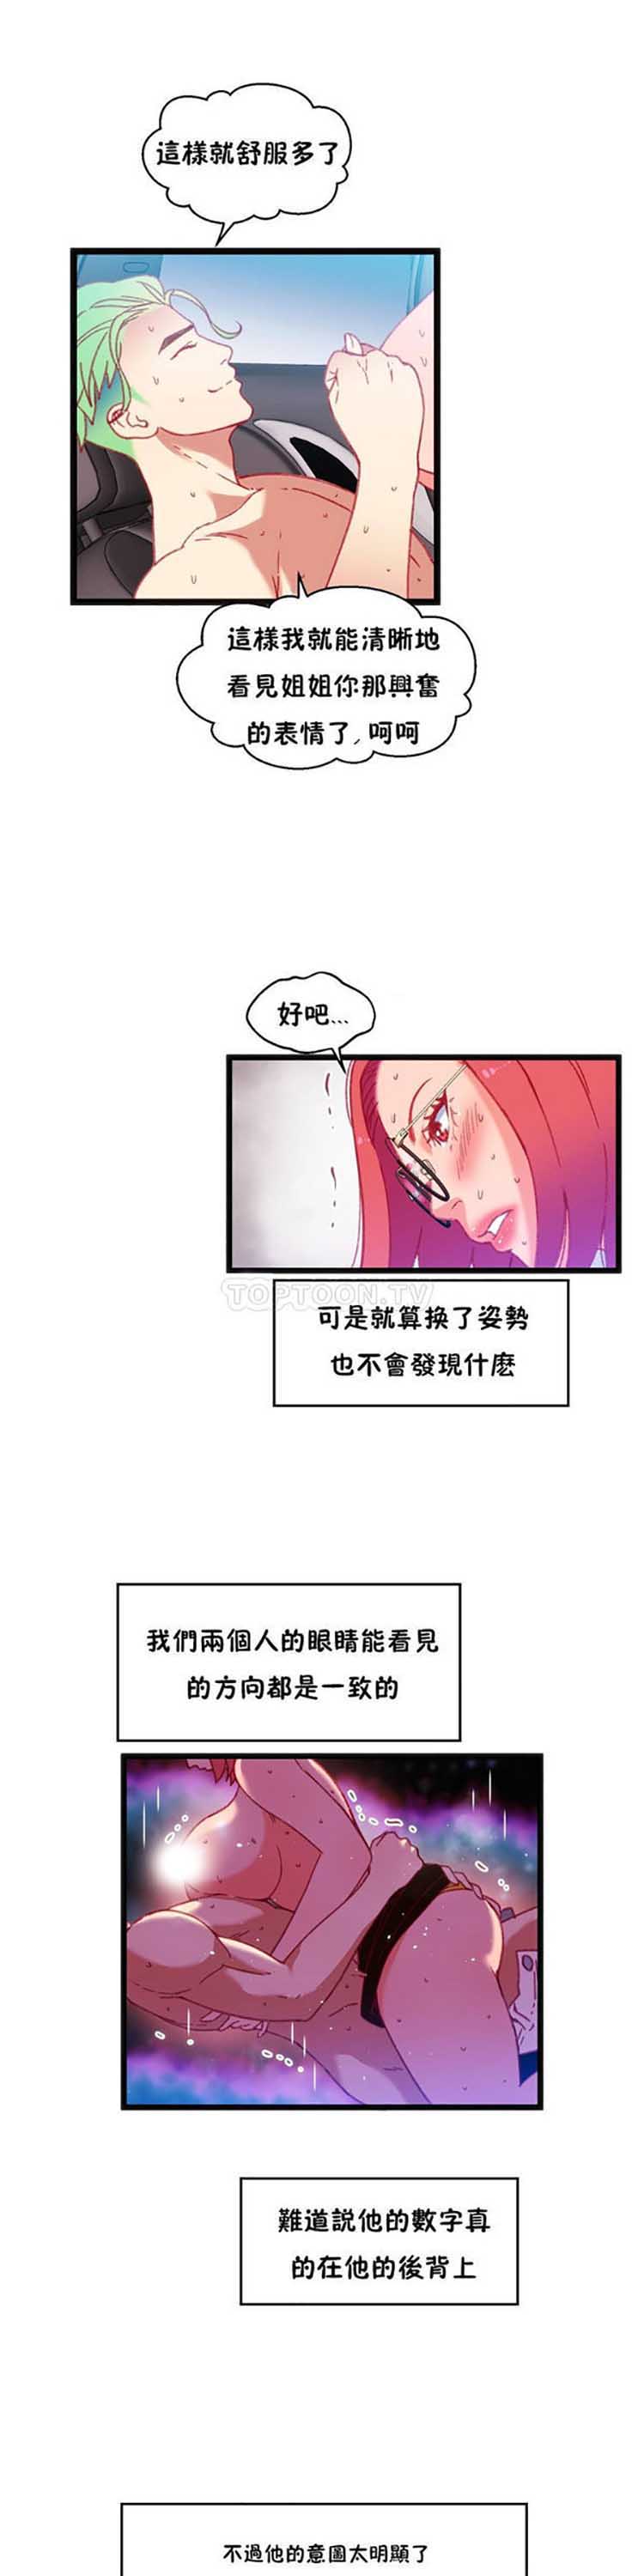 這樣就舒服多了
這樣我就能清晰地
看見姐姐你那興奮
的表情了, 呵呵
好吧...
TOPTOON.TV
可是就算换了姿勢
也不會發現什麽
我們兩個人的眼睛能看見
的方向都是一致的
難道説他的數字真
的在他的後背上
不過他的意圖太明顯了